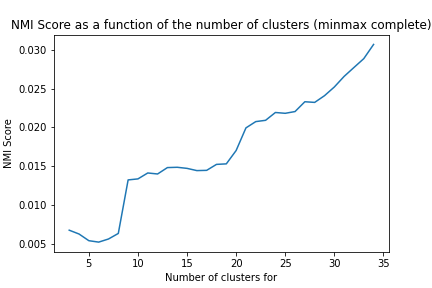 NMI Score as a function of the number of clusters (minmax complete)
0.030
0.025
0.020
0.015
0.010
0.005
NMI Score
5 10 15 20 25 30 35
Number of clusters for